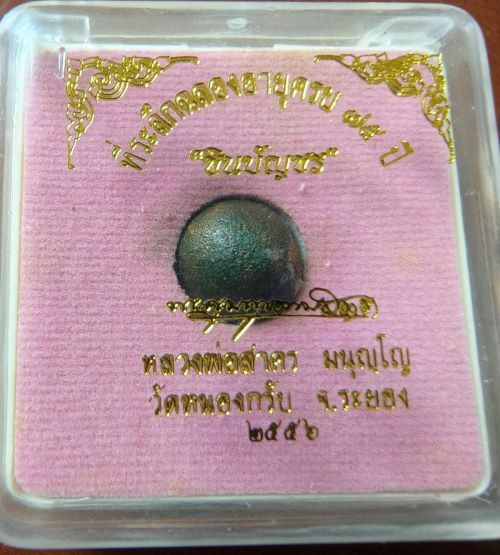 ที่ระลึกฉลองอายุครบ ๗๕ ปี
"ชินบัญชร"
หลวงพ่อสาคร มนุญโญ
วัดหนองกรับ จ.ระยอง
๒๕๕๖